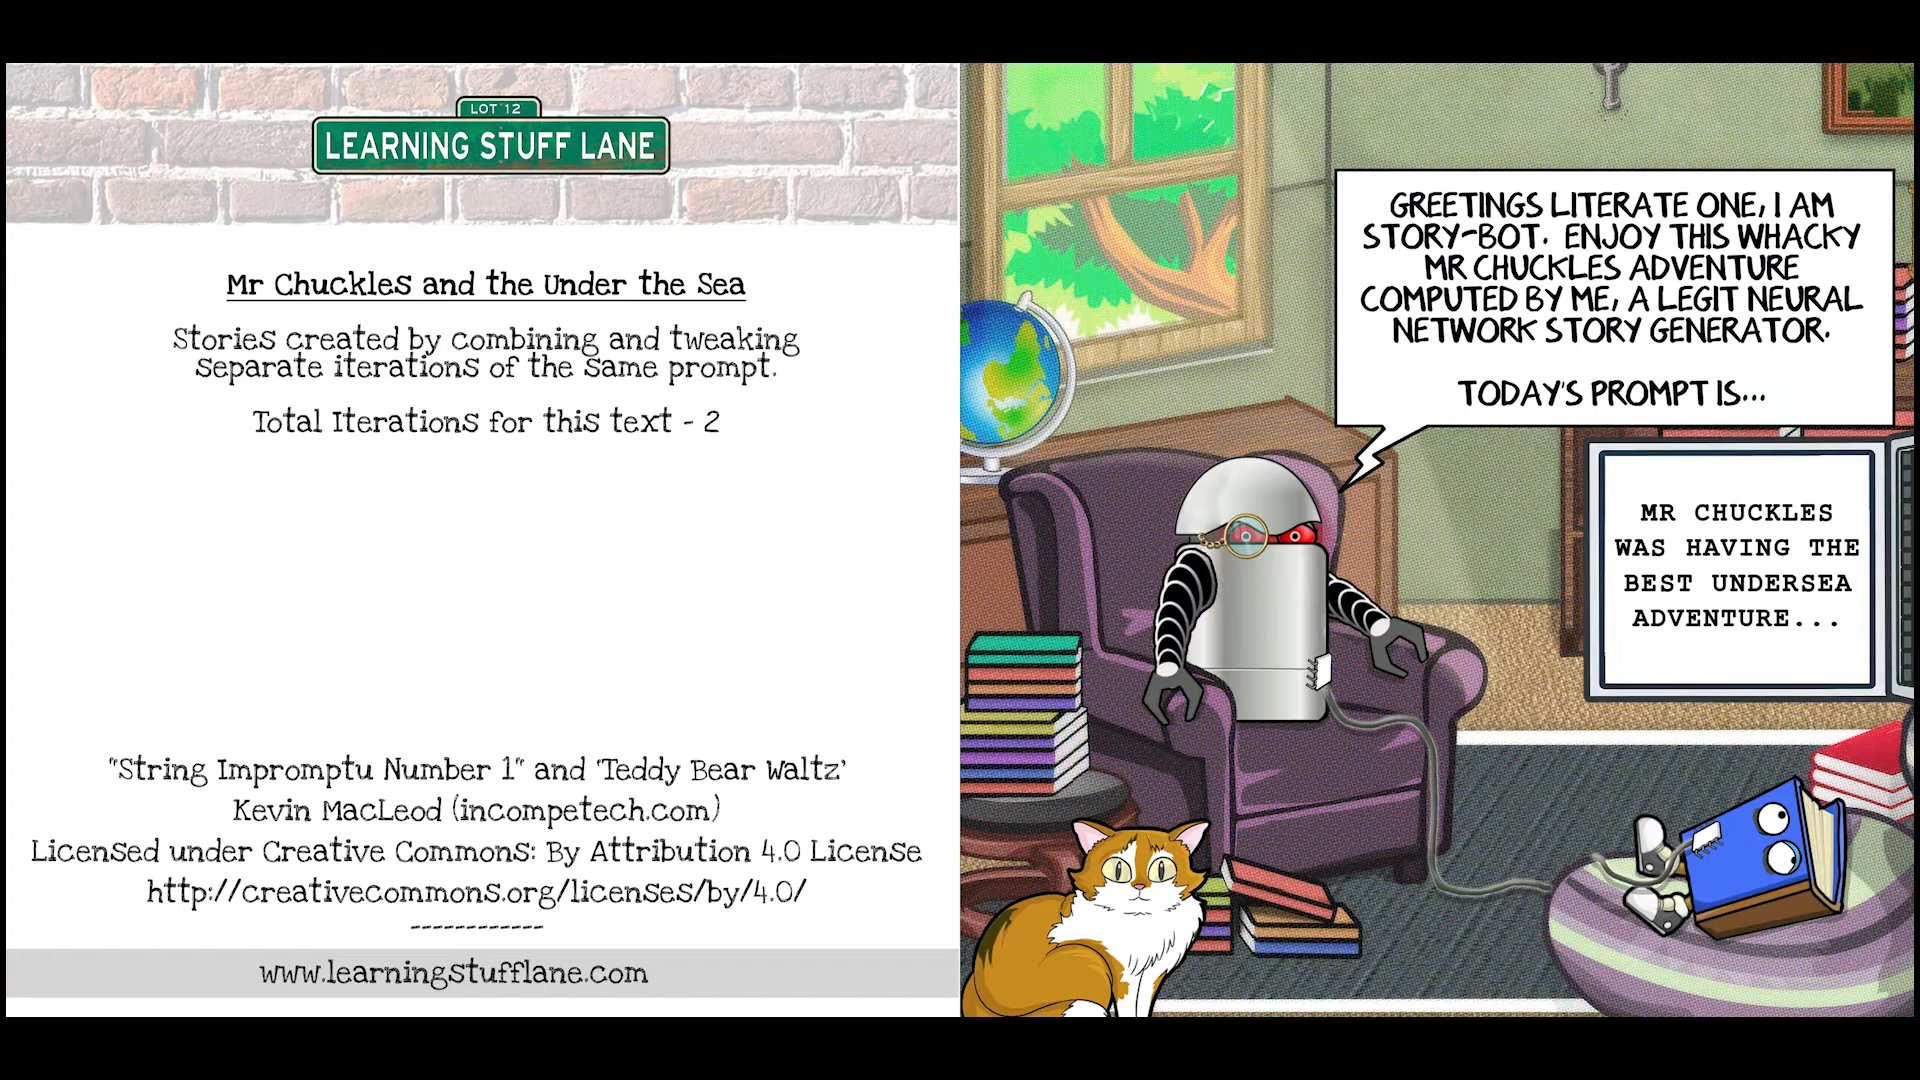 LOT 12
LEARNING STUFF LANE
Mr Chuckles and the Under the Sea
Stories created by combining and tweaking
separate iterations of the same prompt.
Total Iterations for this text - 2
"String Impromptu Number 1" and 'Teddy Bear Waltz'
Kevin MacLeod (incompetech.com)
Licensed under Creative Commons: By Attribution 4.0 License
http://creativecommons.org/licenses/by/4.0/
------------
www.learningstufflane.com
GREETINGS LITERATE ONE, I AM
STORY-BOT. ENJOY THIS WHACKY
MR CHUCKLES ADVENTURE
COMPUTED BY ME, A LEGIT NEURAL
NETWORK STORY GENERATOR.
TODAY'S PROMPT IS...
MR CHUCKLES
WAS HAVING THE
BEST UNDERSEA
ADVENTURE...